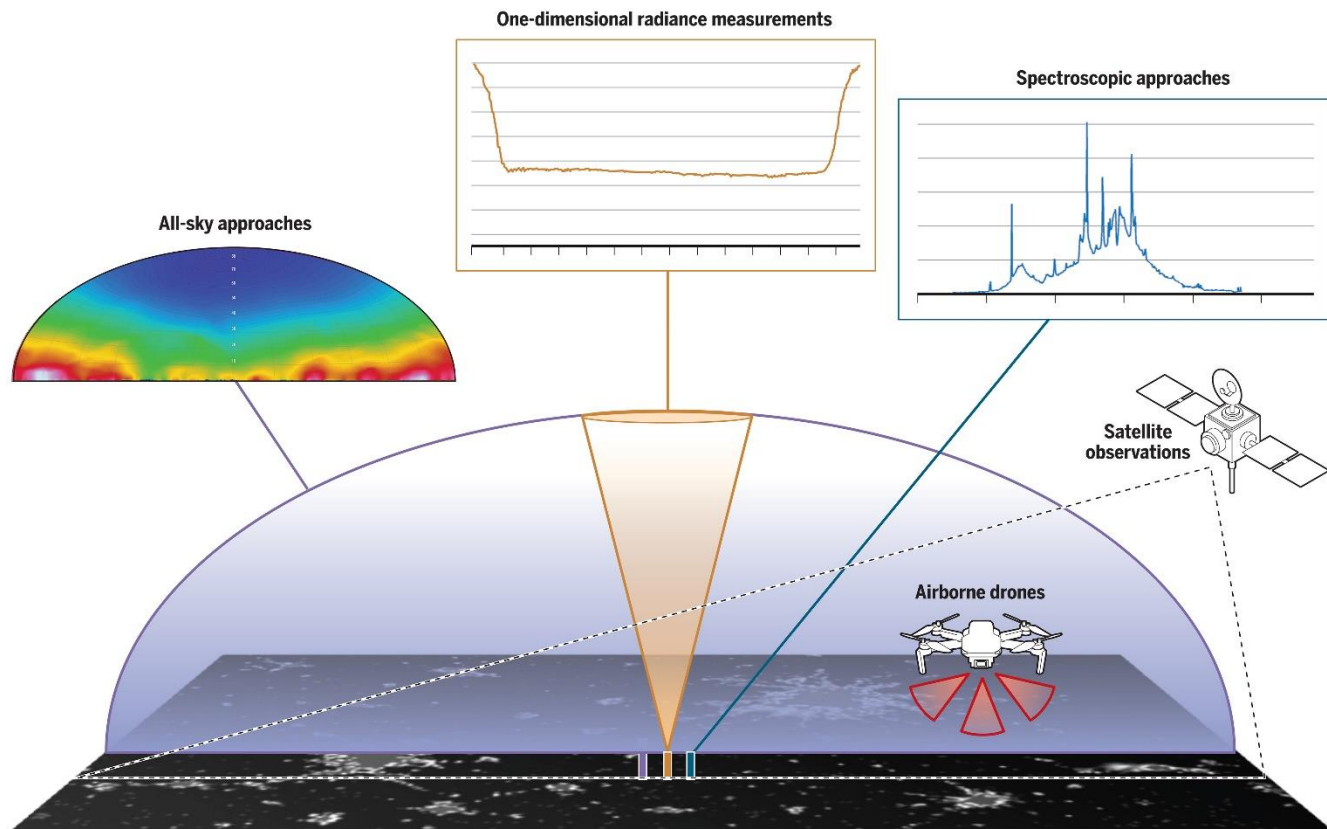 One-dimensional radiance measurements
Spectroscopic approaches
All-sky approaches
Satellite
observations
Airborne drones